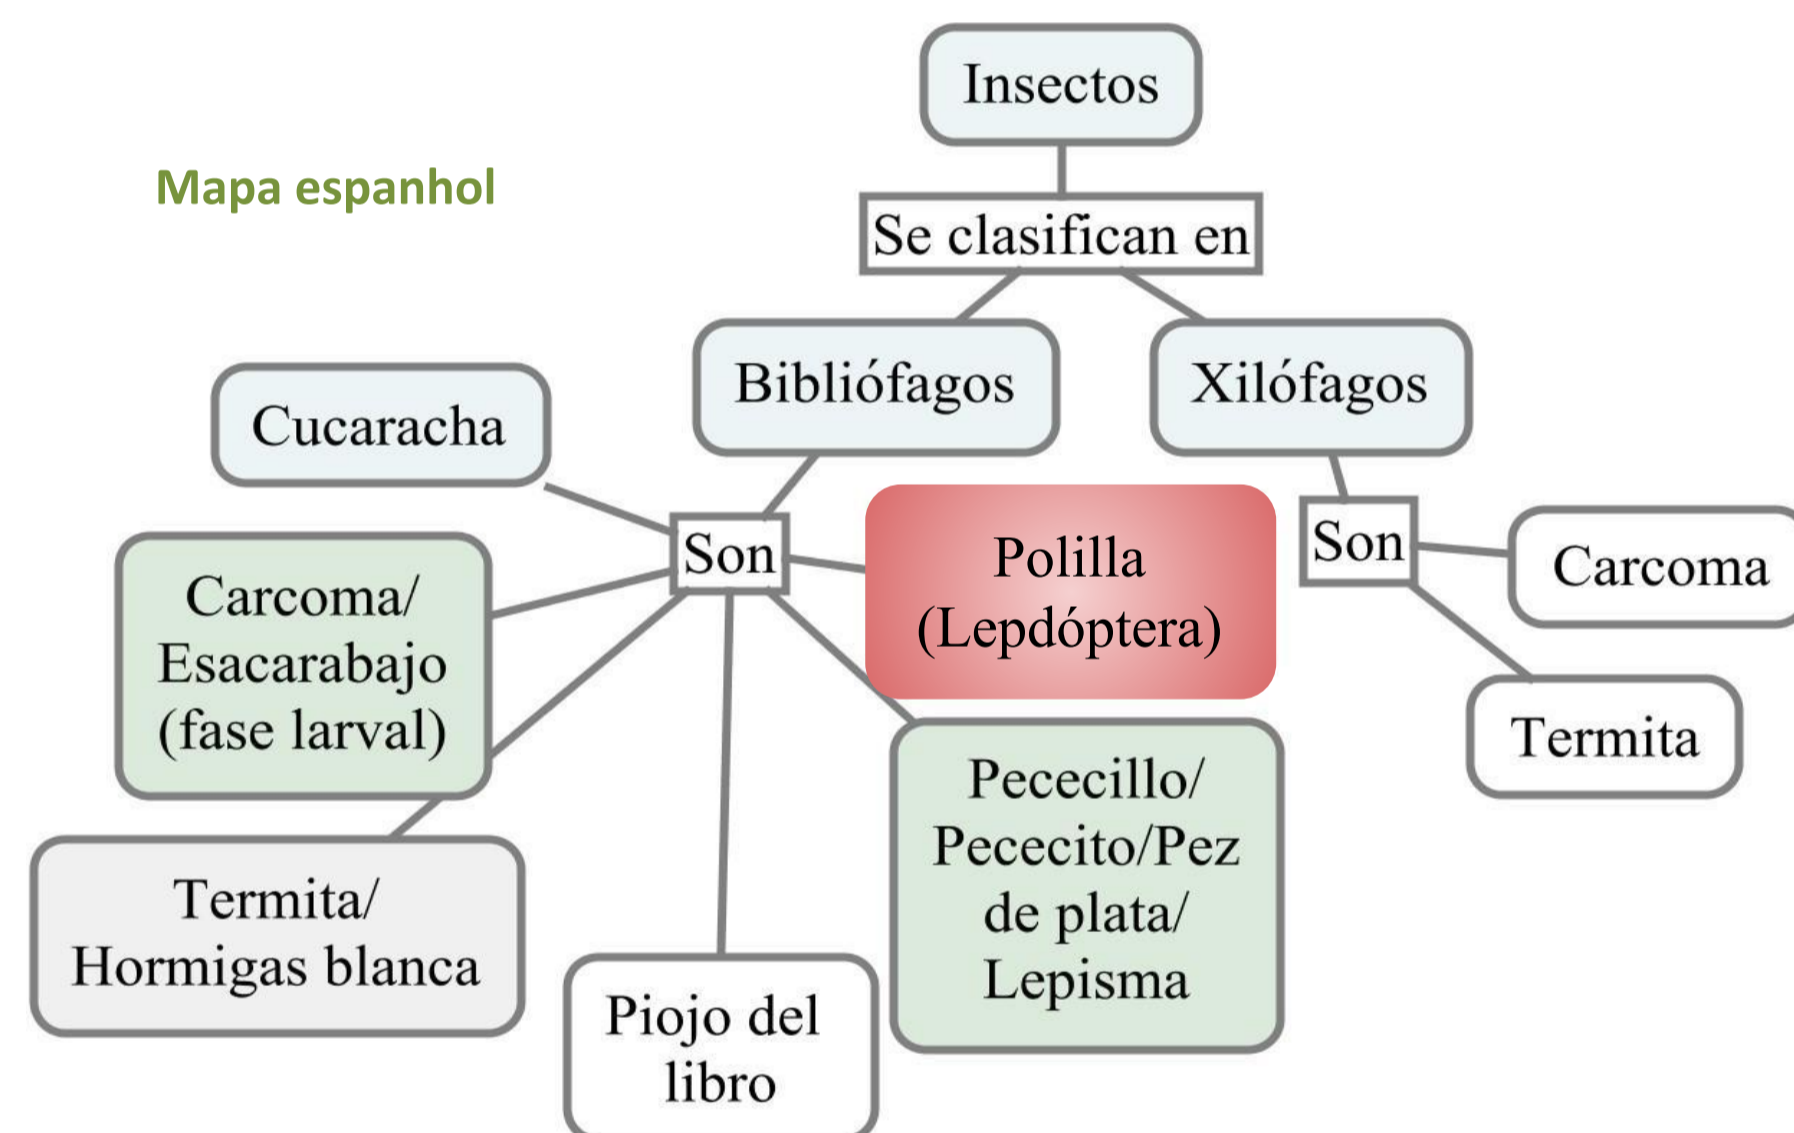 Insectos
Mapa espanhol
Se clasifican en
Bibliófagos
Xilófagos
Cucaracha
Son
Polilla
(Lepdóptera)
Son
Carcoma
Carcoma/
Esacarabajo
(fase larval)
Termita
Pececillo/
Pececito/Pez
de plata/
Lepisma
Termita/
Hormigas blanca
Piojo del
libro